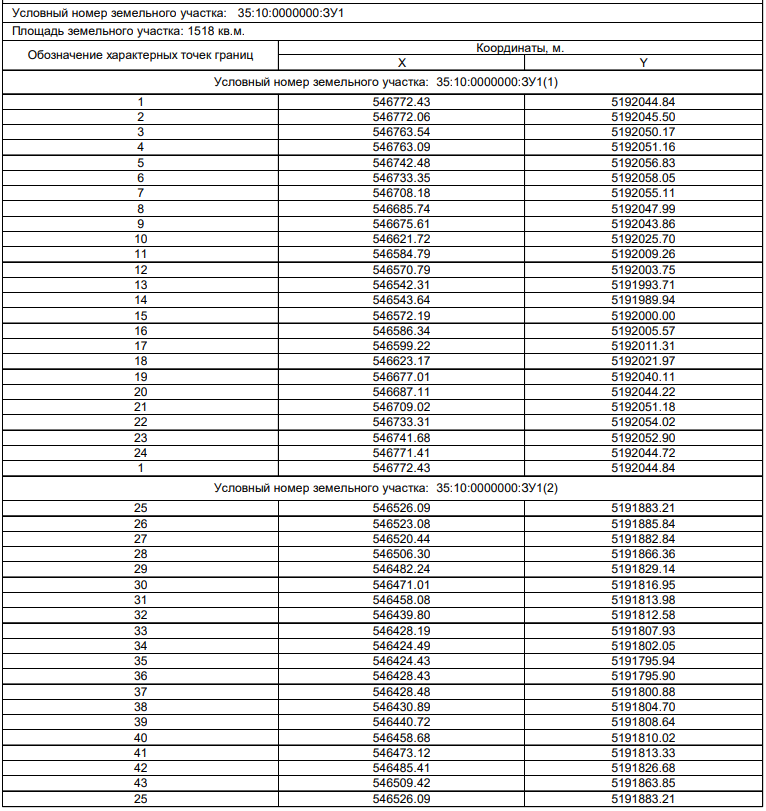 Условный номер земельного участка: 35:10:0000000:ЗУ1
Площадь земельного участка: 1518 кв.м.
Обозначение характерных точек границ Координаты, м.
X Y
Условный номер земельного участка: 35:10:0000000:ЗУ1(1)
1 546772.43 5192044.84
2 546772.06 5192045.50
3 546763.54 5192050.17
4 546763.09 5192051.16
5 546742.48 5192056.83
6 546733.35 5192058.05
7 546708.18 5192055.11
8 546685.74 5192047.99
9 546675.61 5192043.86
10 546621.72 5192025.70
11 546584.79 5192009.26
12 546570.79 5192003.75
13 546542.31 5191993.71
14 546543.64 5191989.94
15 546572.19 5192000.00
16 546586.34 5192005.57
17 546599.22 5192011.31
18 546623.17 5192021.97
19 546677.01 5192040.11
20 546687.11 5192044.22
21 546709.02 5192051.18
22 546733.31 5192054.02
23 546741.68 5192052.90
24 546771.41 5192044.72
1 546772.43 5192044.84
Условный номер земельного участка: 35:10:0000000:ЗУ1(2)
25 546526.09 5191883.21
26 546523.08 5191885.84
27 546520.44 5191882.84
28 546506.30 5191866.36
29 546482.24 5191829.14
30 546471.01 5191816.95
31 546458.08 5191813.98
32 546439.80 5191812.58
33 546428.19 5191807.93
34 546424.49 5191802.05
35 546424.43 5191795.94
36 546428.43 5191795.90
37 546428.48 5191800.88
38 546430.89 5191804.70
39 546440.72 5191808.64
40 546458.68 5191810.02
41 546473.12 5191813.33
42 546485.41 5191826.68
43 546509.42 5191863.85
25 546526.09 5191883.21